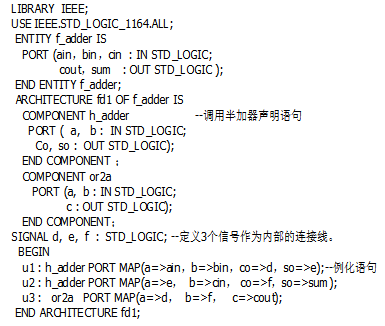 LIBRARY IEEE;
USE IEEE.STD_LOGIC_1164.ALL;
ENTITY f_adder IS
PORT (ain，bin，cin : IN STD_LOGIC;
cout，sum : OUT STD_LOGIC );
END ENTITY f_adder;
ARCHITECTURE fd1 OF f_adder IS
COMPONENT h_adder --调用半加器声明语句
PORT ( a, b : IN STD_LOGIC;
Co, so : OUT STD_LOGIC);
END COMPONENT ；
COMPONENT or2a
PORT (a, b : IN STD_LOGIC;
c : OUT STD_LOGIC);
END COMPONENT；
SIGNAL d, e, f : STD_LOGIC; --定义3个信号作为内部的连接线。
BEGIN
u1 : h_adder PORT MAP(a=>ain，b=>bin，co=>d，so=>e);--例化语句
u2 : h_adder PORT MAP(a=>e， b=>cin， co=>f，so=>sum);
u3 : or2a PORT MAP(a=>d， b=>f， c=>cout);
END ARCHITECTURE fd1;